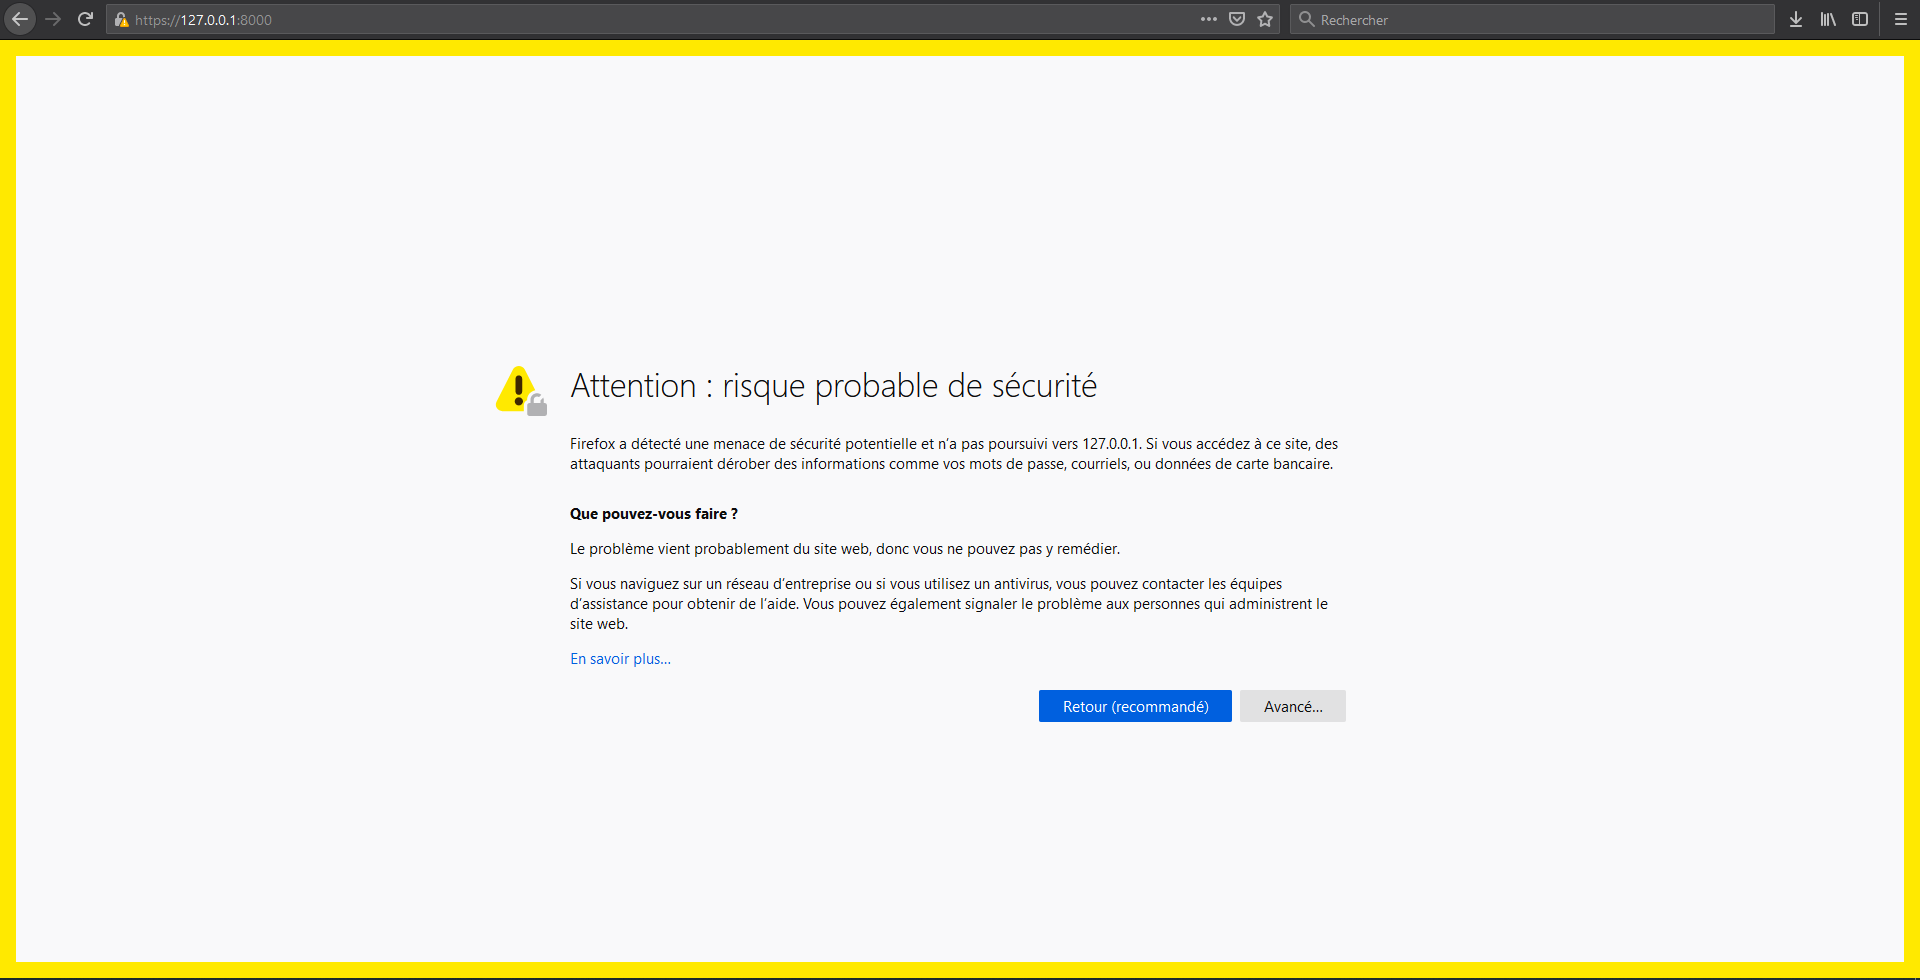 https://127.0.0.1:8000
Rechercher
Attention : risque probable de sécurité
Firefox a détecté une menace de sécurité potentielle et n’a pas poursuivi vers 127.0.0.1. Si vous accédez à ce site, des
attaquants pourraient dérober des informations comme vos mots de passe, courriels, ou données de carte bancaire.
Que pouvez-vous faire ?
Le problème vient probablement du site web, donc vous ne pouvez pas y remédier.
Si vous naviguez sur un réseau d’entreprise ou si vous utilisez un antivirus, vous pouvez contacter les équipes
d’assistance pour obtenir de l’aide. Vous pouvez également signaler le problème aux personnes qui administrent le
site web.
En savoir plus…
Retour (recommandé)
Avancé…